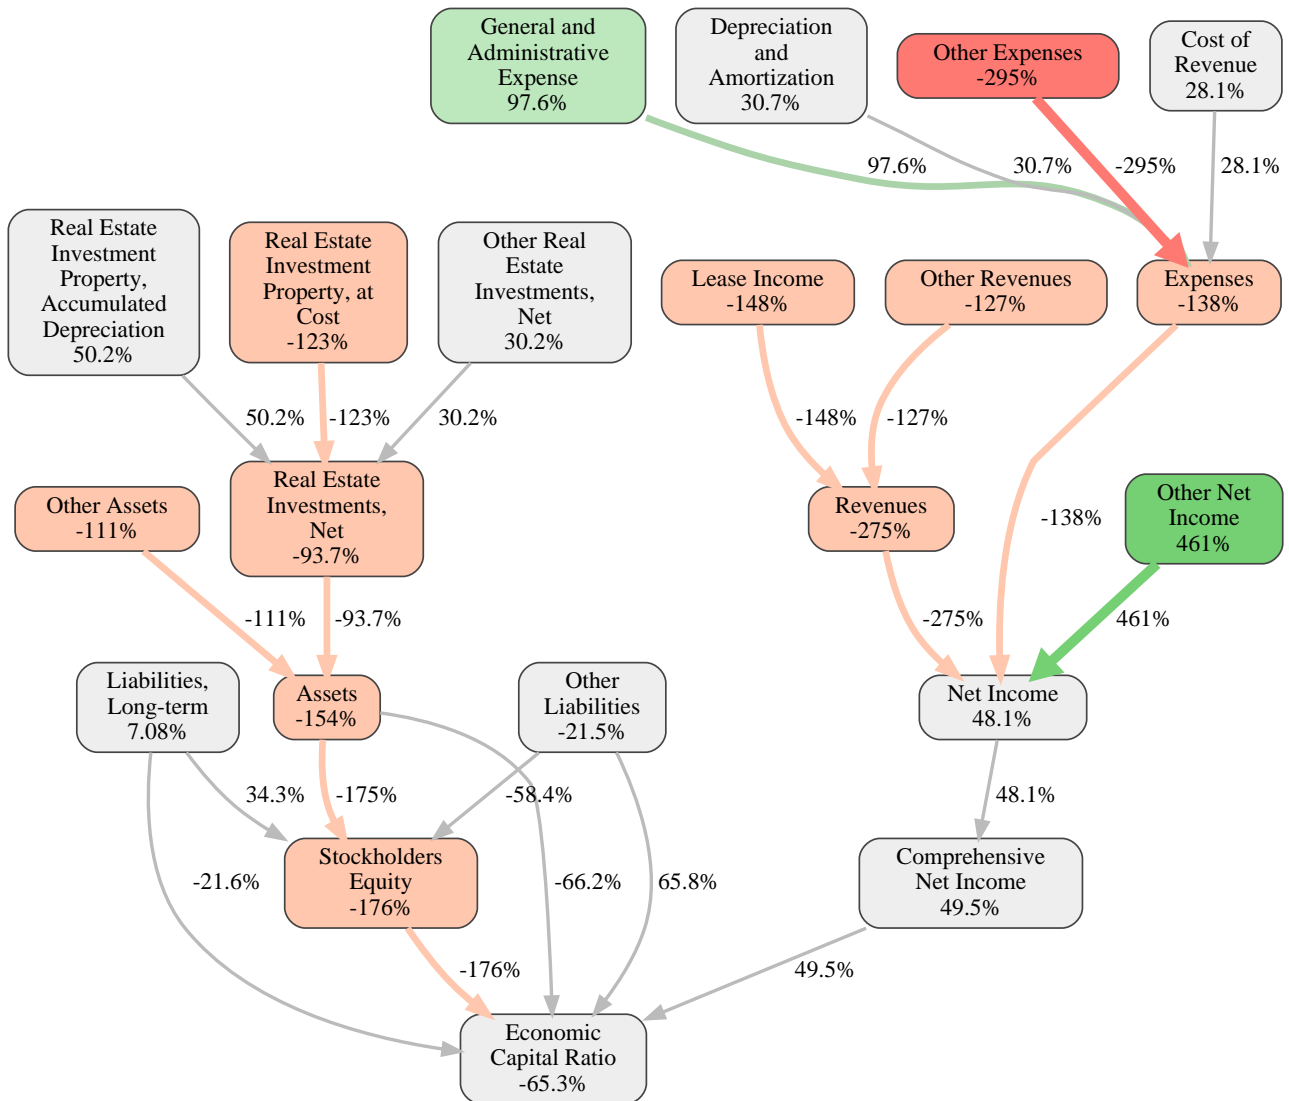 General and
Administrative
Expense
97.6%
Depreciation
and
Amortization
30.7%
Other Expenses
-295%
Cost of
Revenue
28.1%
97.6%
30.7%
-295%
28.1%
Real Estate
Investment
Property,
Accumulated
Depreciation
50.2%
Real Estate
Investment
Property, at
Cost
-123%
Other Real
Estate
Investments,
Net
30.2%
Lease Income
-148%
Other Revenues
-127%
Expenses
-138%
50.2%
-123%
30.2%
-148%
-127%
Other Assets
-111%
Real Estate
Investments,
Net
-93.7%
Revenues
-275%
-138%
Other Net
Income
461%
-111%
-93.7%
-275%
461%
Liabilities,
Long-term
7.08%
Assets
-154%
Other
Liabilities
-21.5%
Net Income
48.1%
34.3%
-175%
-58.4%
48.1%
-21.6%
Stockholders
Equity
-176%
-66.2%
65.8%
Comprehensive
Net Income
49.5%
-176%
49.5%
Economic
Capital Ratio
-65.3%